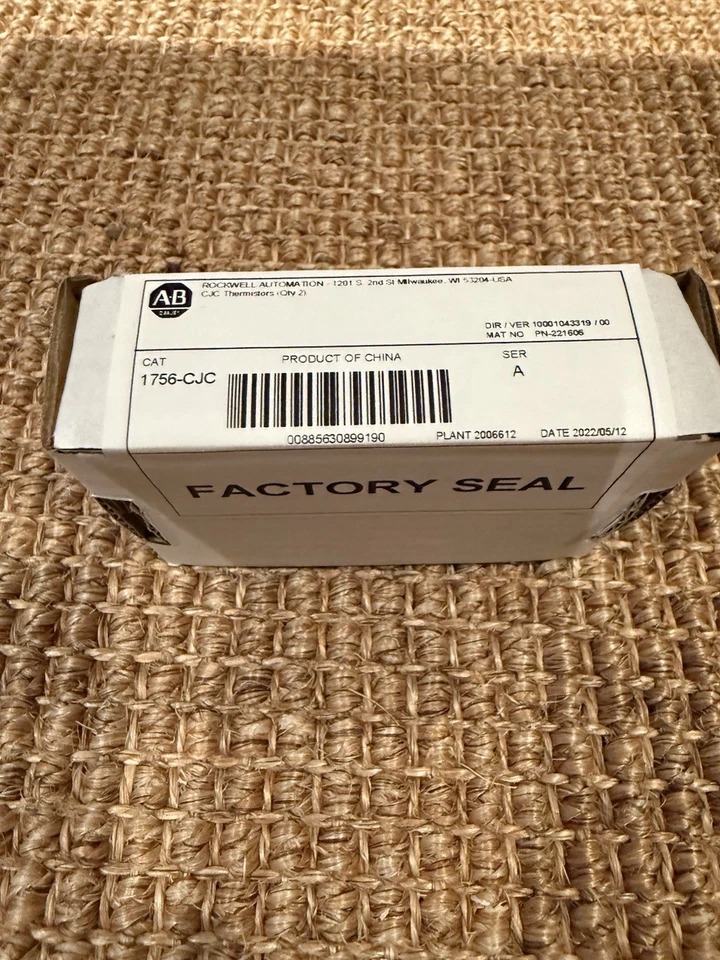 AB
ROCKWELL AUTOMATION - 1201 S. 2nd St Milwaukee, WI 53204-USA
CJC Thermistors (Qty 2)
DIR / VER 10001043319 / 00
MAT NO PN-221606
CAT PRODUCT OF CHINA SER
1756-CJC A
00885630899190 PLANT 2006612 DATE 2022/05/12
FACTORY SEAL